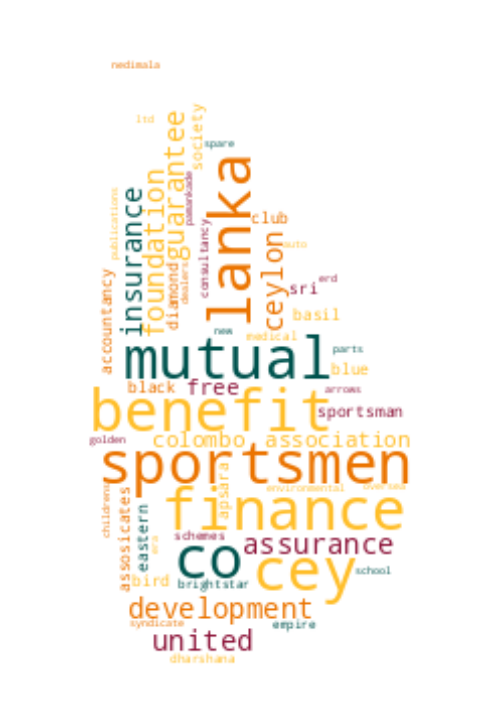 nedimala
ltd
society
spare
guarantee
lanka
foundation
insurance
pamankade
publications
club
consultancy
ceylon
auto
diamond
dealers
accountancy
erd
sri
basil
new
medical
mutual
parts
blue
black
free
arrows
benefit
sportsman
golden
colombo
association
sportsmen
apsara
childrens
environmental
oversea
finance
assosicates
eastern
era
schemes
assurance
co
cey
school
bird
brightstar
development
syndicate
empire
united
dharshana